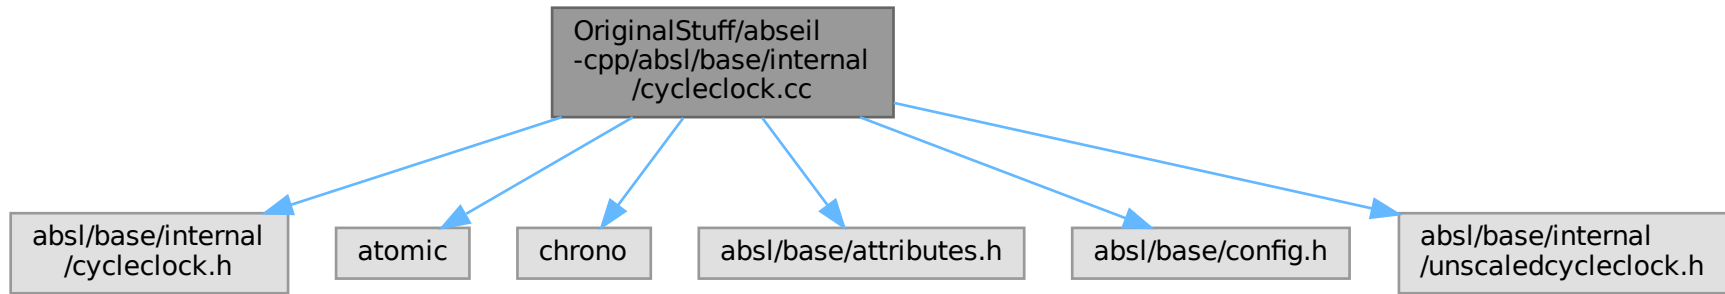 OriginalStuff/abseil
-cpp/absl/base/internal
/cycleclock.cc
absl/base/internal
/cycleclock.h
atomic
chrono
absl/base/attributes.h
absl/base/config.h
absl/base/internal
/unscaledcycleclock.h